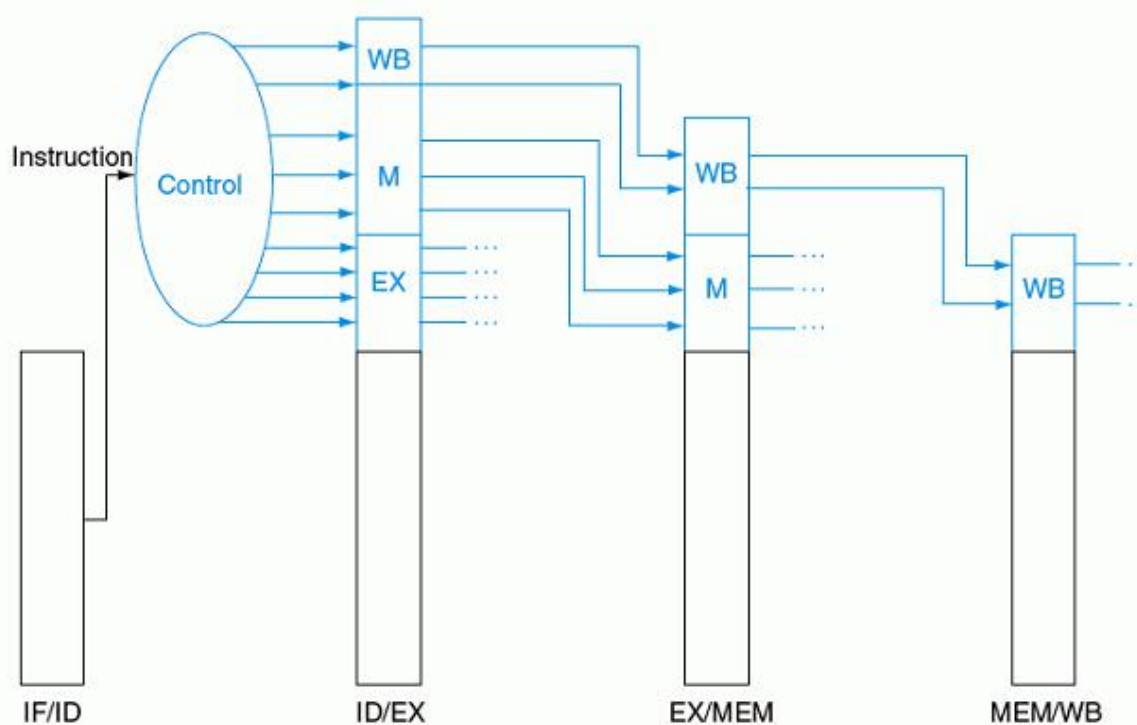 WB
Instruction
Control
M
WB
EX
...
...
...
...
M
...
...
...
WB
..
..
IF/ID
ID/EX
EX/MEM
MEM/WB